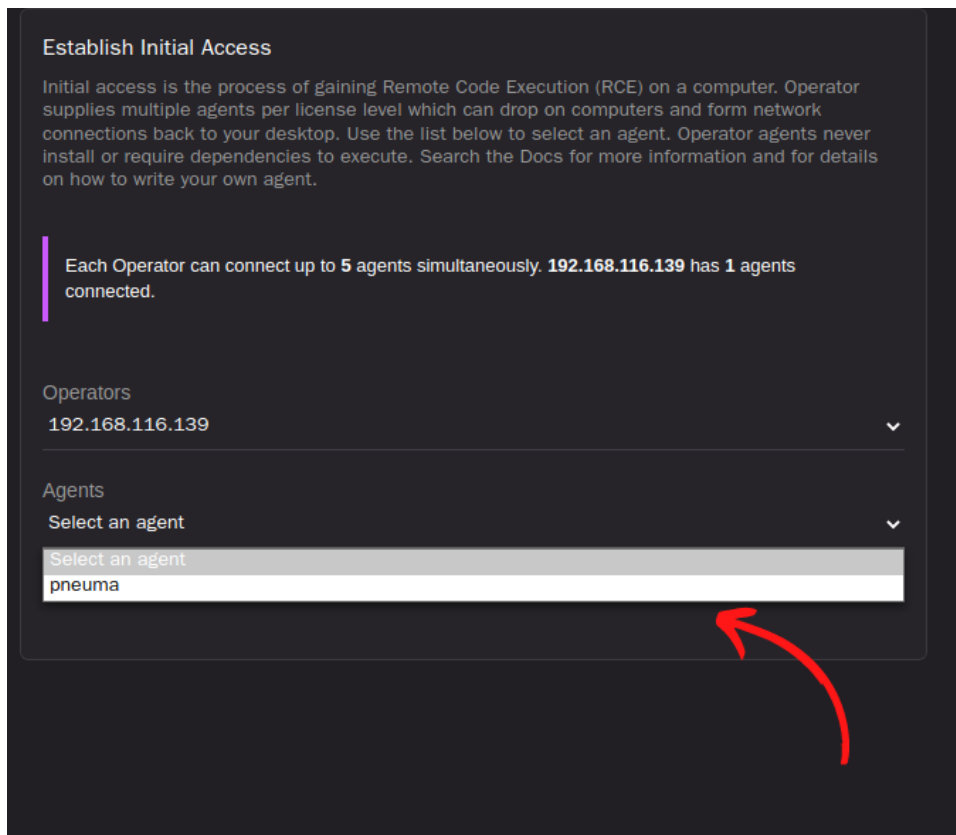 Establish Initial Access
Initial access is the process of gaining Remote Code Execution (RCE) on a computer. Operator
supplies multiple agents per license level which can drop on computers and form network
connections back to your desktop. Use the list below to select an agent. Operator agents never
install or require dependencies to execute. Search the Docs for more information and for details
on how to write your own agent.
Each Operator can connect up to 5 agents simultaneously. 192.168.116.139 has 1 agents
connected.
Operators
192.168.116.139
Agents
Select an agent
Select an agent
pneuma